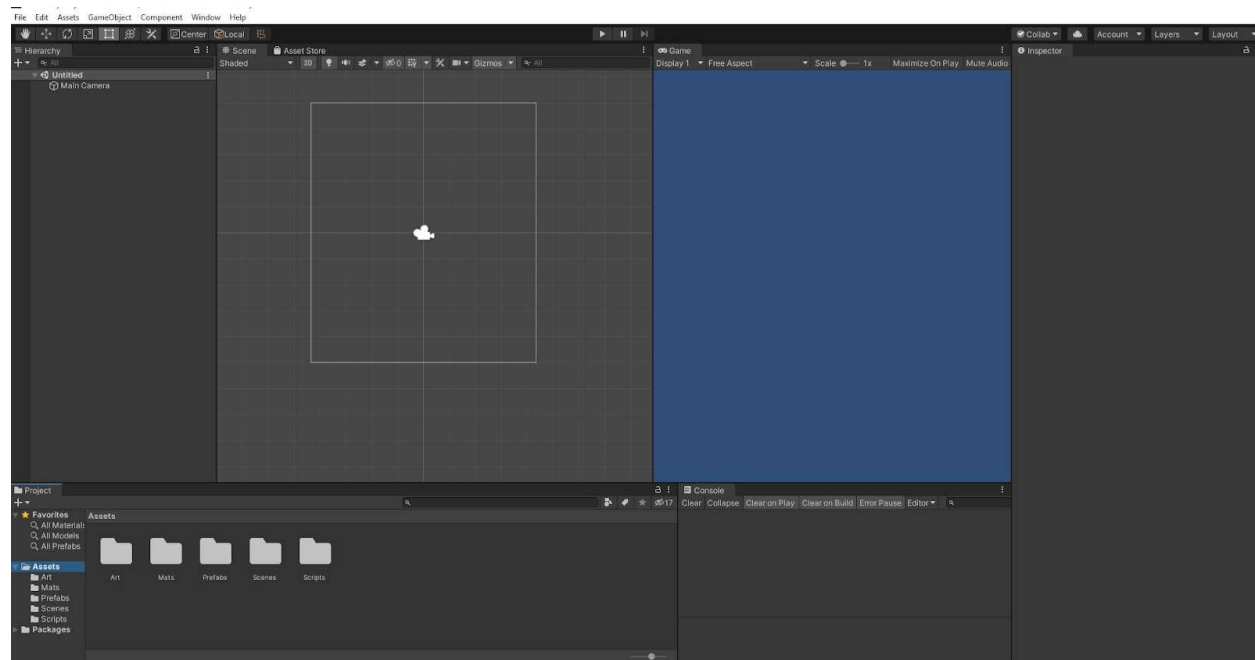 File Edit Assets GameObject Component Window Help
Center Local Collab Account Layers Layout
Hierarchy Scene Asset Store Game Inspector
All Shaded 2D 0 Gizmos All Display 1 Free Aspect Scale 1x Maximize On Play Mute Audio
Untitled
Main Camera
Project Console
17 Clear Collapse Clear on Play Clear on Build Error Pause Editor
Favorites Assets
All Materials
All Models
All Prefabs
Assets
Art Art Mats Prefabs Scenes Scripts
Mats
Prefabs
Scenes
Scripts
Packages